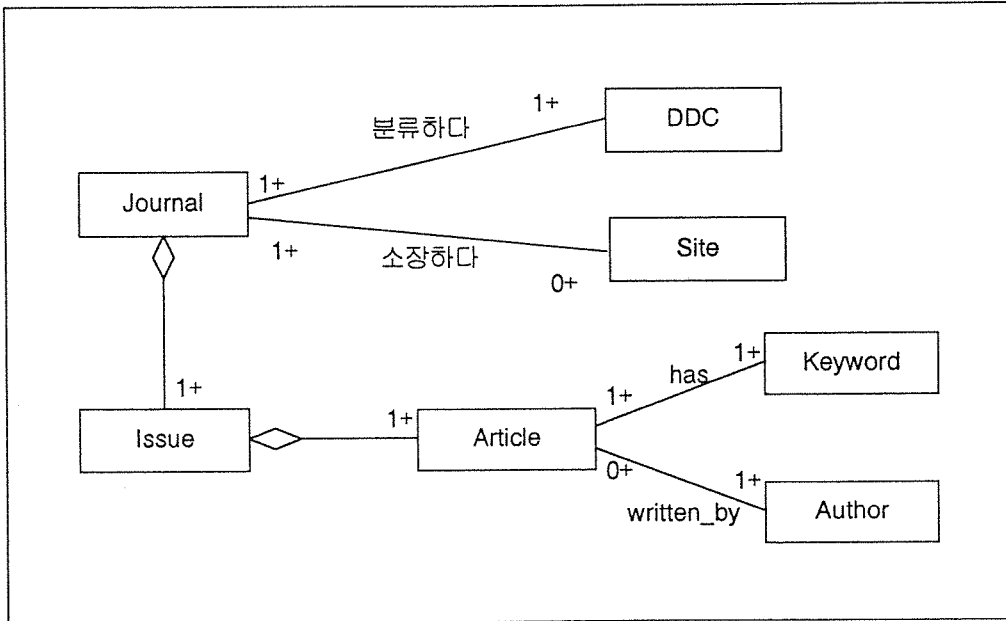 1+
DDC
분류하다
1+
Journal
1+
소장하다
Site
0+
1+
Keyword
has
1+
1+
1+
Issue
Article
0+
1+
written_by
Author